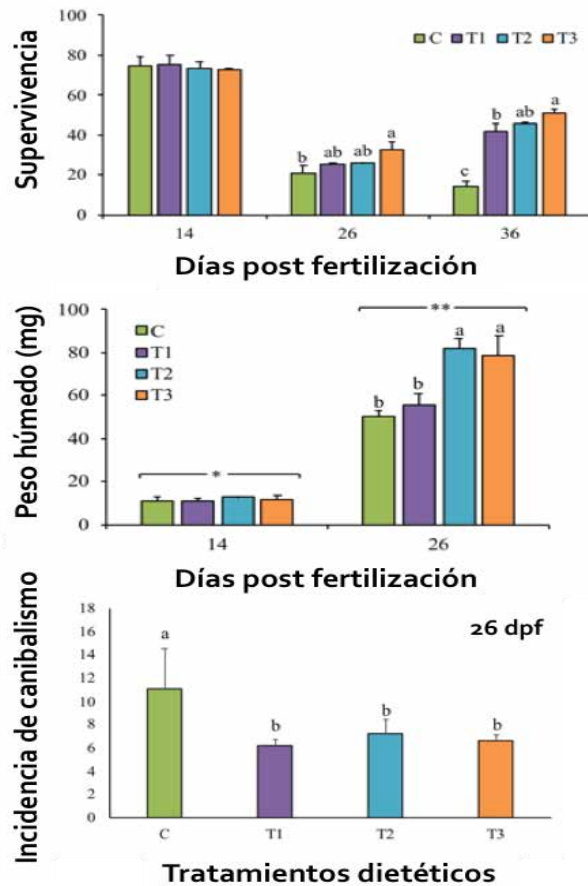 Supervivencia
100
80
60
40
20
0
C T1 T2 T3
b ab ab a
c b ab a
14 26 36
Días post fertilización
Peso húmedo (mg)
100
80
60
40
20
0
C
T1
T2
T3
*
**
b b a a
14 26
Días post fertilización
Incidencia de canibalismo
18
16
14
12
10
8
6
4
2
0
26 dpf
a b b b
C T1 T2 T3
Tratamientos dietéticos